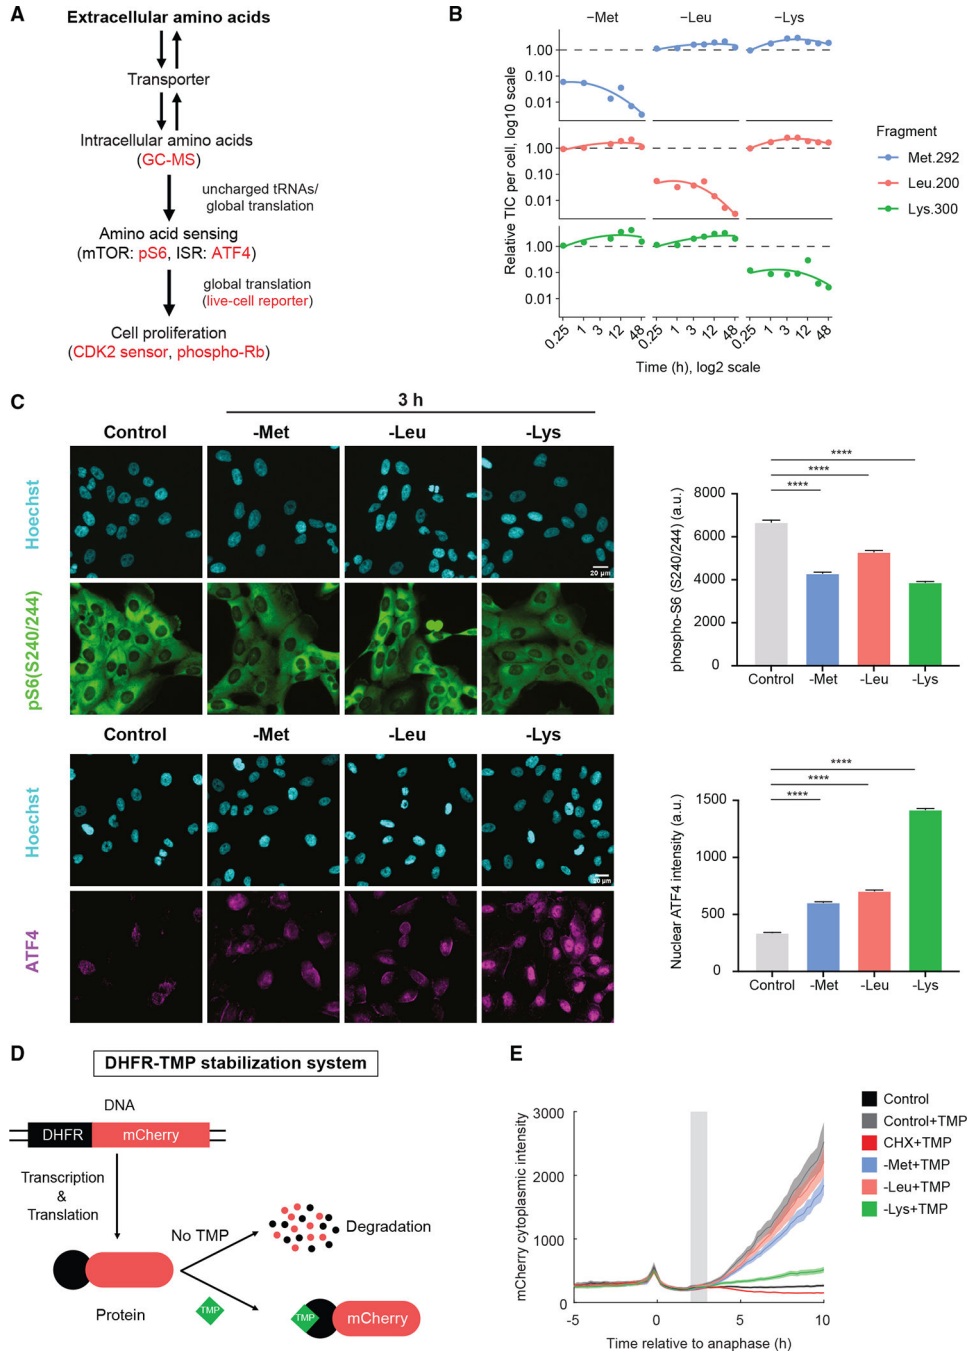 A
Extracellular amino acids
Transporter
Intracellular amino acids
(GC-MS)
uncharged tRNAs/
global translation
Amino acid sensing
(mTOR: pS6, ISR: ATF4)
global translation
(live-cell reporter)
Cell proliferation
(CDK2 sensor, phospho-Rb)
B
−Met −Leu −Lys
Relative TIC per cell, log10 scale
1.00
0.10
0.01
1.00
0.10
0.01
1.00
0.10
0.01
0.25 1 3 12 48 0.25 1 3 12 48 0.25 1 3 12 48
Time (h), log2 scale
Fragment
Met.292
Leu.200
Lys.300
C
3 h
Control -Met -Leu -Lys
Hoechst
20 μm
pS6(S240/244)
Control -Met -Leu -Lys
Hoechst
20 μm
ATF4
phospho-S6 (S240/244) (a.u.)
8000
6000
4000
2000
0
****
****
****
Control -Met -Leu -Lys
Nuclear ATF4 intensity (a.u.)
1500
1000
500
0
****
****
****
Control -Met -Leu -Lys
D
DHFR-TMP stabilization system
DNA
DHFR mCherry
Transcription
&
Translation
No TMP
Degradation
Protein
TMP
TMP
mCherry
E
mCherry cytoplasmic intensity
3000
2000
1000
0
-5 0 5 10
Time relative to anaphase (h)
Control
Control+TMP
CHX+TMP
-Met+TMP
-Leu+TMP
-Lys+TMP